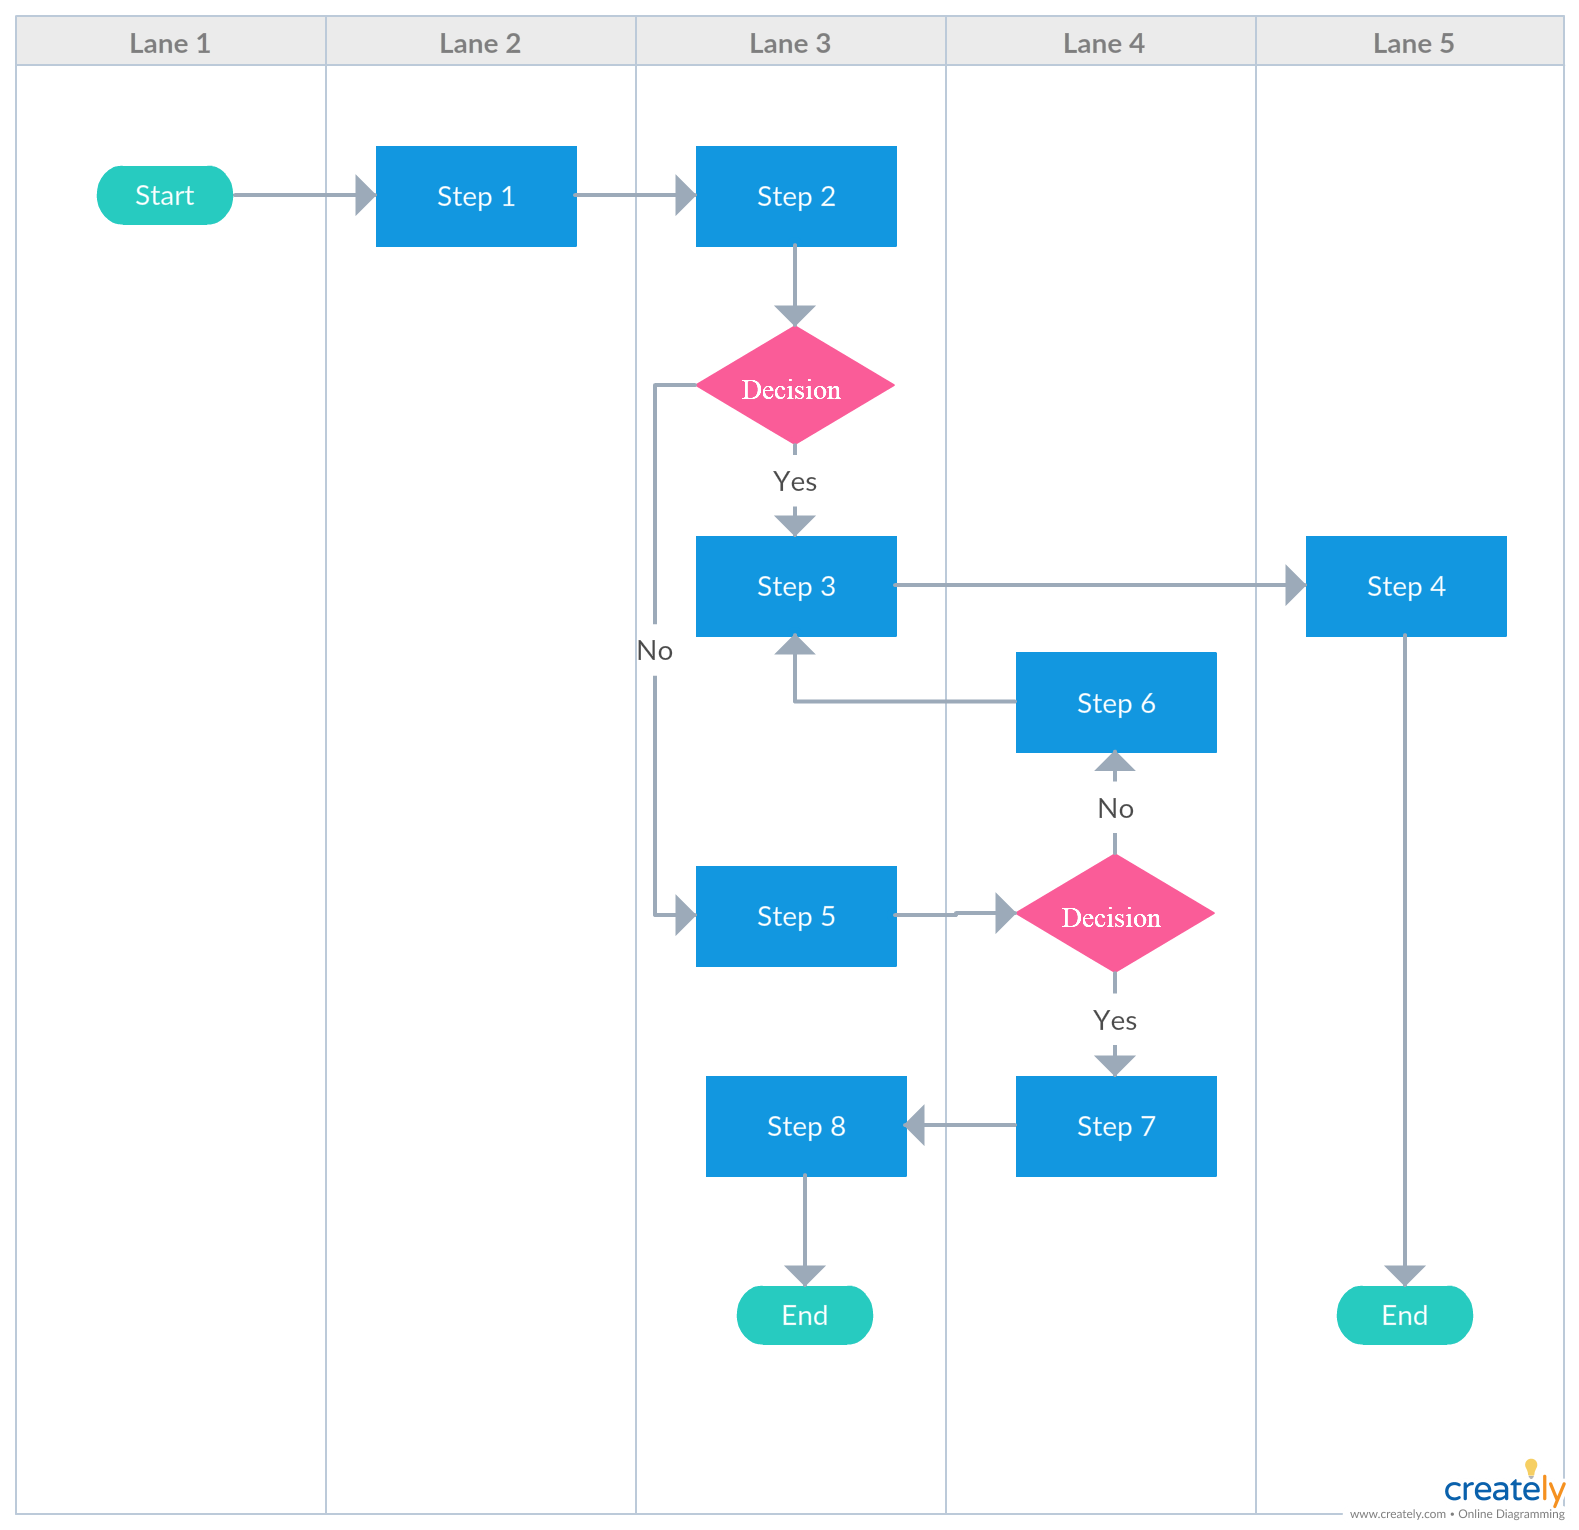 Lane 1
Lane 2
Lane 3
Lane 4
Lane 5
Start
Step 1
Step 2
Decision
Yes
Step 3
Step 4
No
Step 6
No
Step 5
Decision
Yes
Step 8
Step 7
End
End
creately
www.creately.com • Online Diagramming